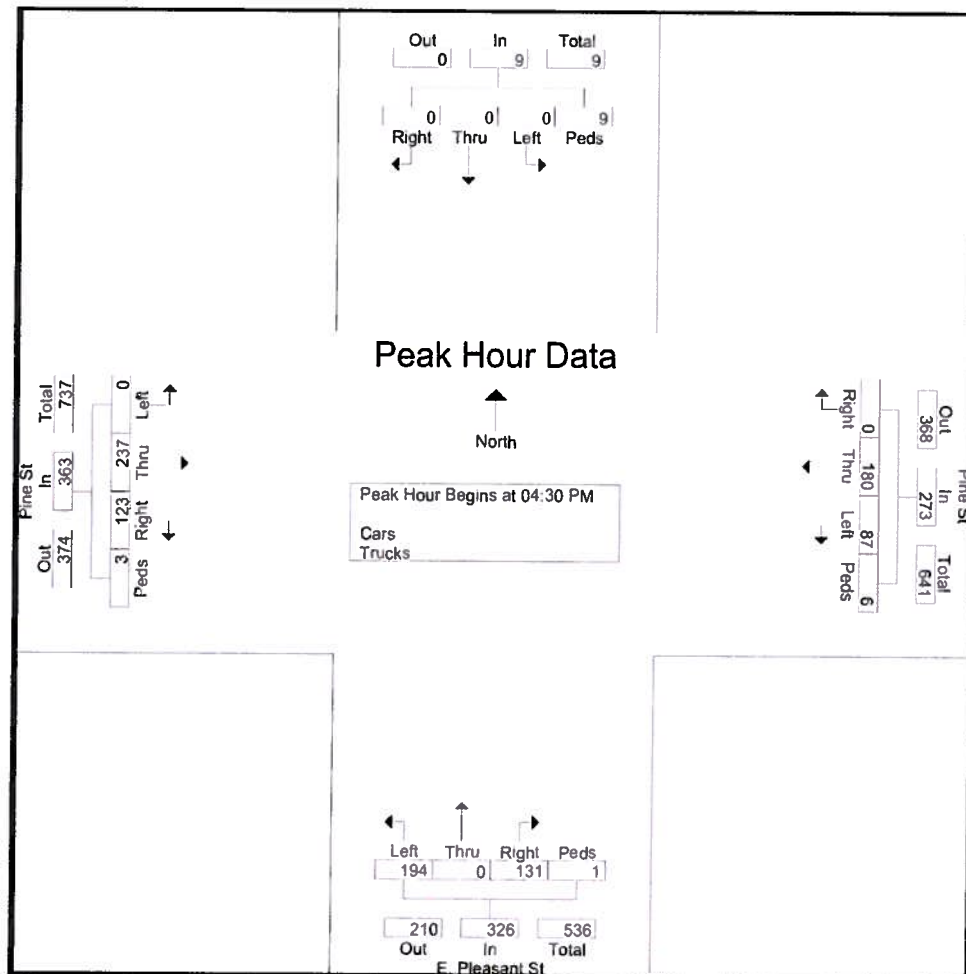 Out In Total
0 9 9
0 0 0 9
Right Thru Left Peds
Peak Hour Data
North
Peak Hour Begins at 04:30 PM
Cars
Trucks
Pine St
Out In Total
374 363 737
3 123 237 0
Peds Right Thru Left
Out In Total
368 273 641
0 180 87 6
Right Thru Left Peds
Pine St
Left Thru Right Peds
194 0 131 1
210 326 536
Out In Total
E. Pleasant St